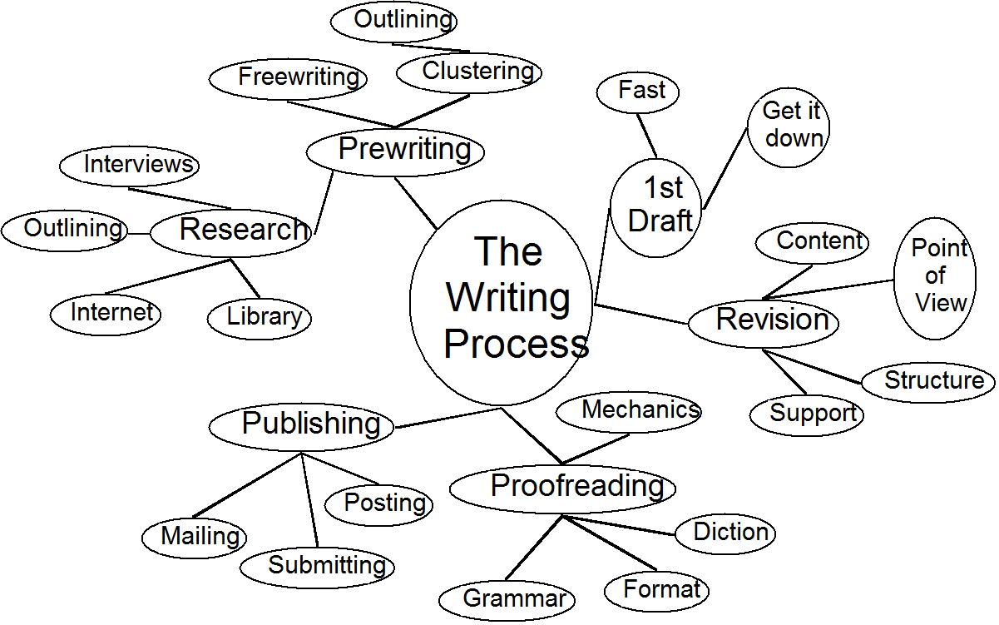 Outlining
Freewriting
Clustering
Prewriting
Interviews
Outlining
Research
Internet
Library
The
Writing
Process
Fast
Get it
down
1st
Draft
Content
Point
of
View
Revision
Structure
Support
Publishing
Mailing
Submitting
Posting
Mechanics
Proofreading
Diction
Grammar
Format